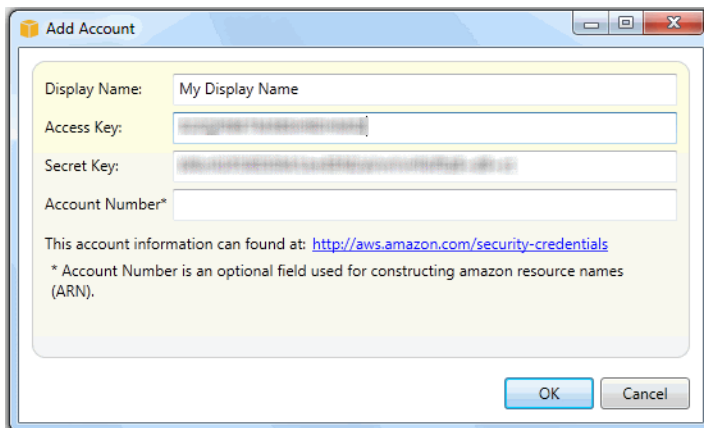 Add Account
Display Name: My Display Name
Access Key:
Secret Key:
Account Number*
This account information can found at: http://aws.amazon.com/security-credentials
* Account Number is an optional field used for constructing amazon resource names
(ARN).
OK Cancel